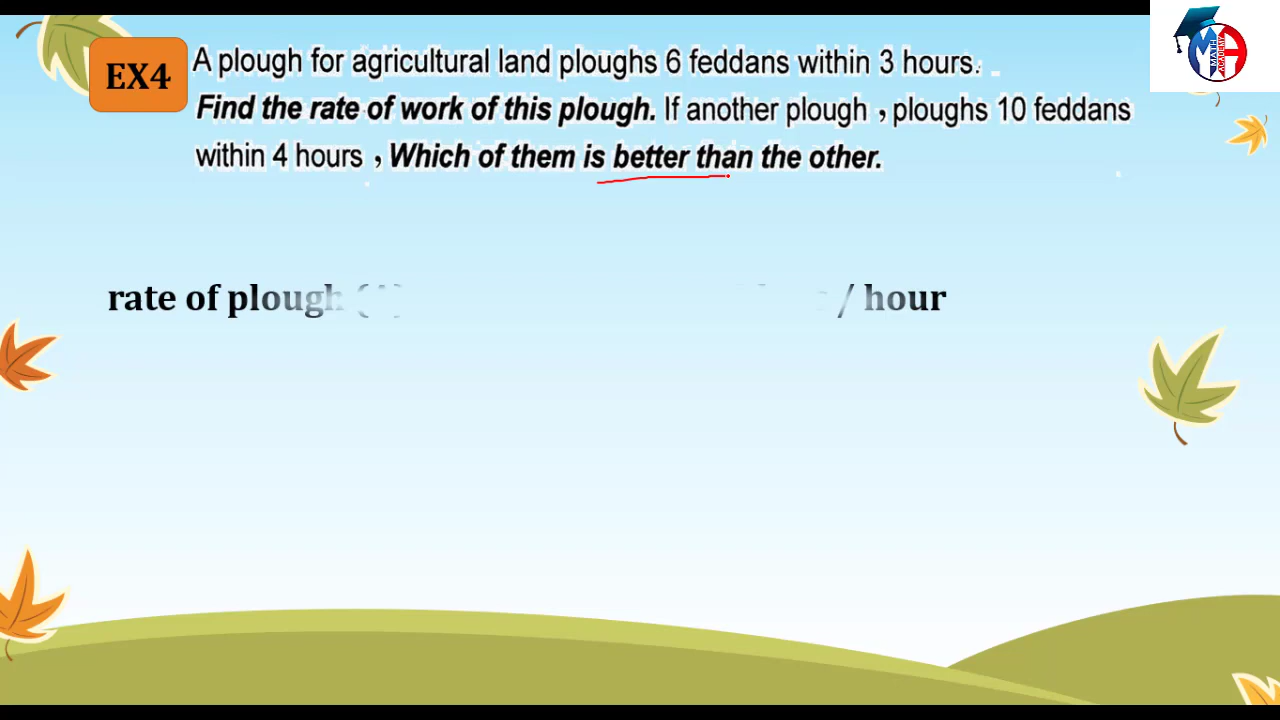 EX4
A plough for agricultural land ploughs 6 feddans within 3 hours.
Find the rate of work of this plough. If another plough , ploughs 10 feddans
within 4 hours , Which of them is better than the other.
rate of plough / hour
MATH
ACADEMY